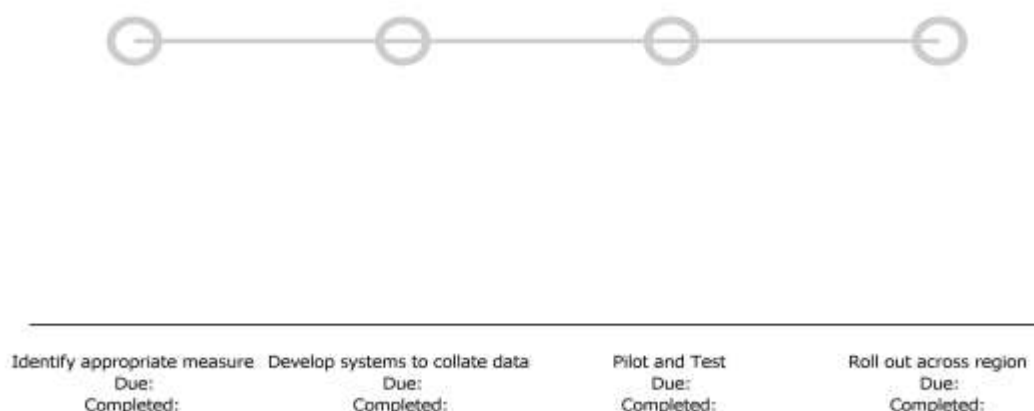 Identify appropriate measure
Due:
Completed:
Develop systems to collate data
Due:
Completed:
Pilot and Test
Due:
Completed:
Roll out across region
Due:
Completed: